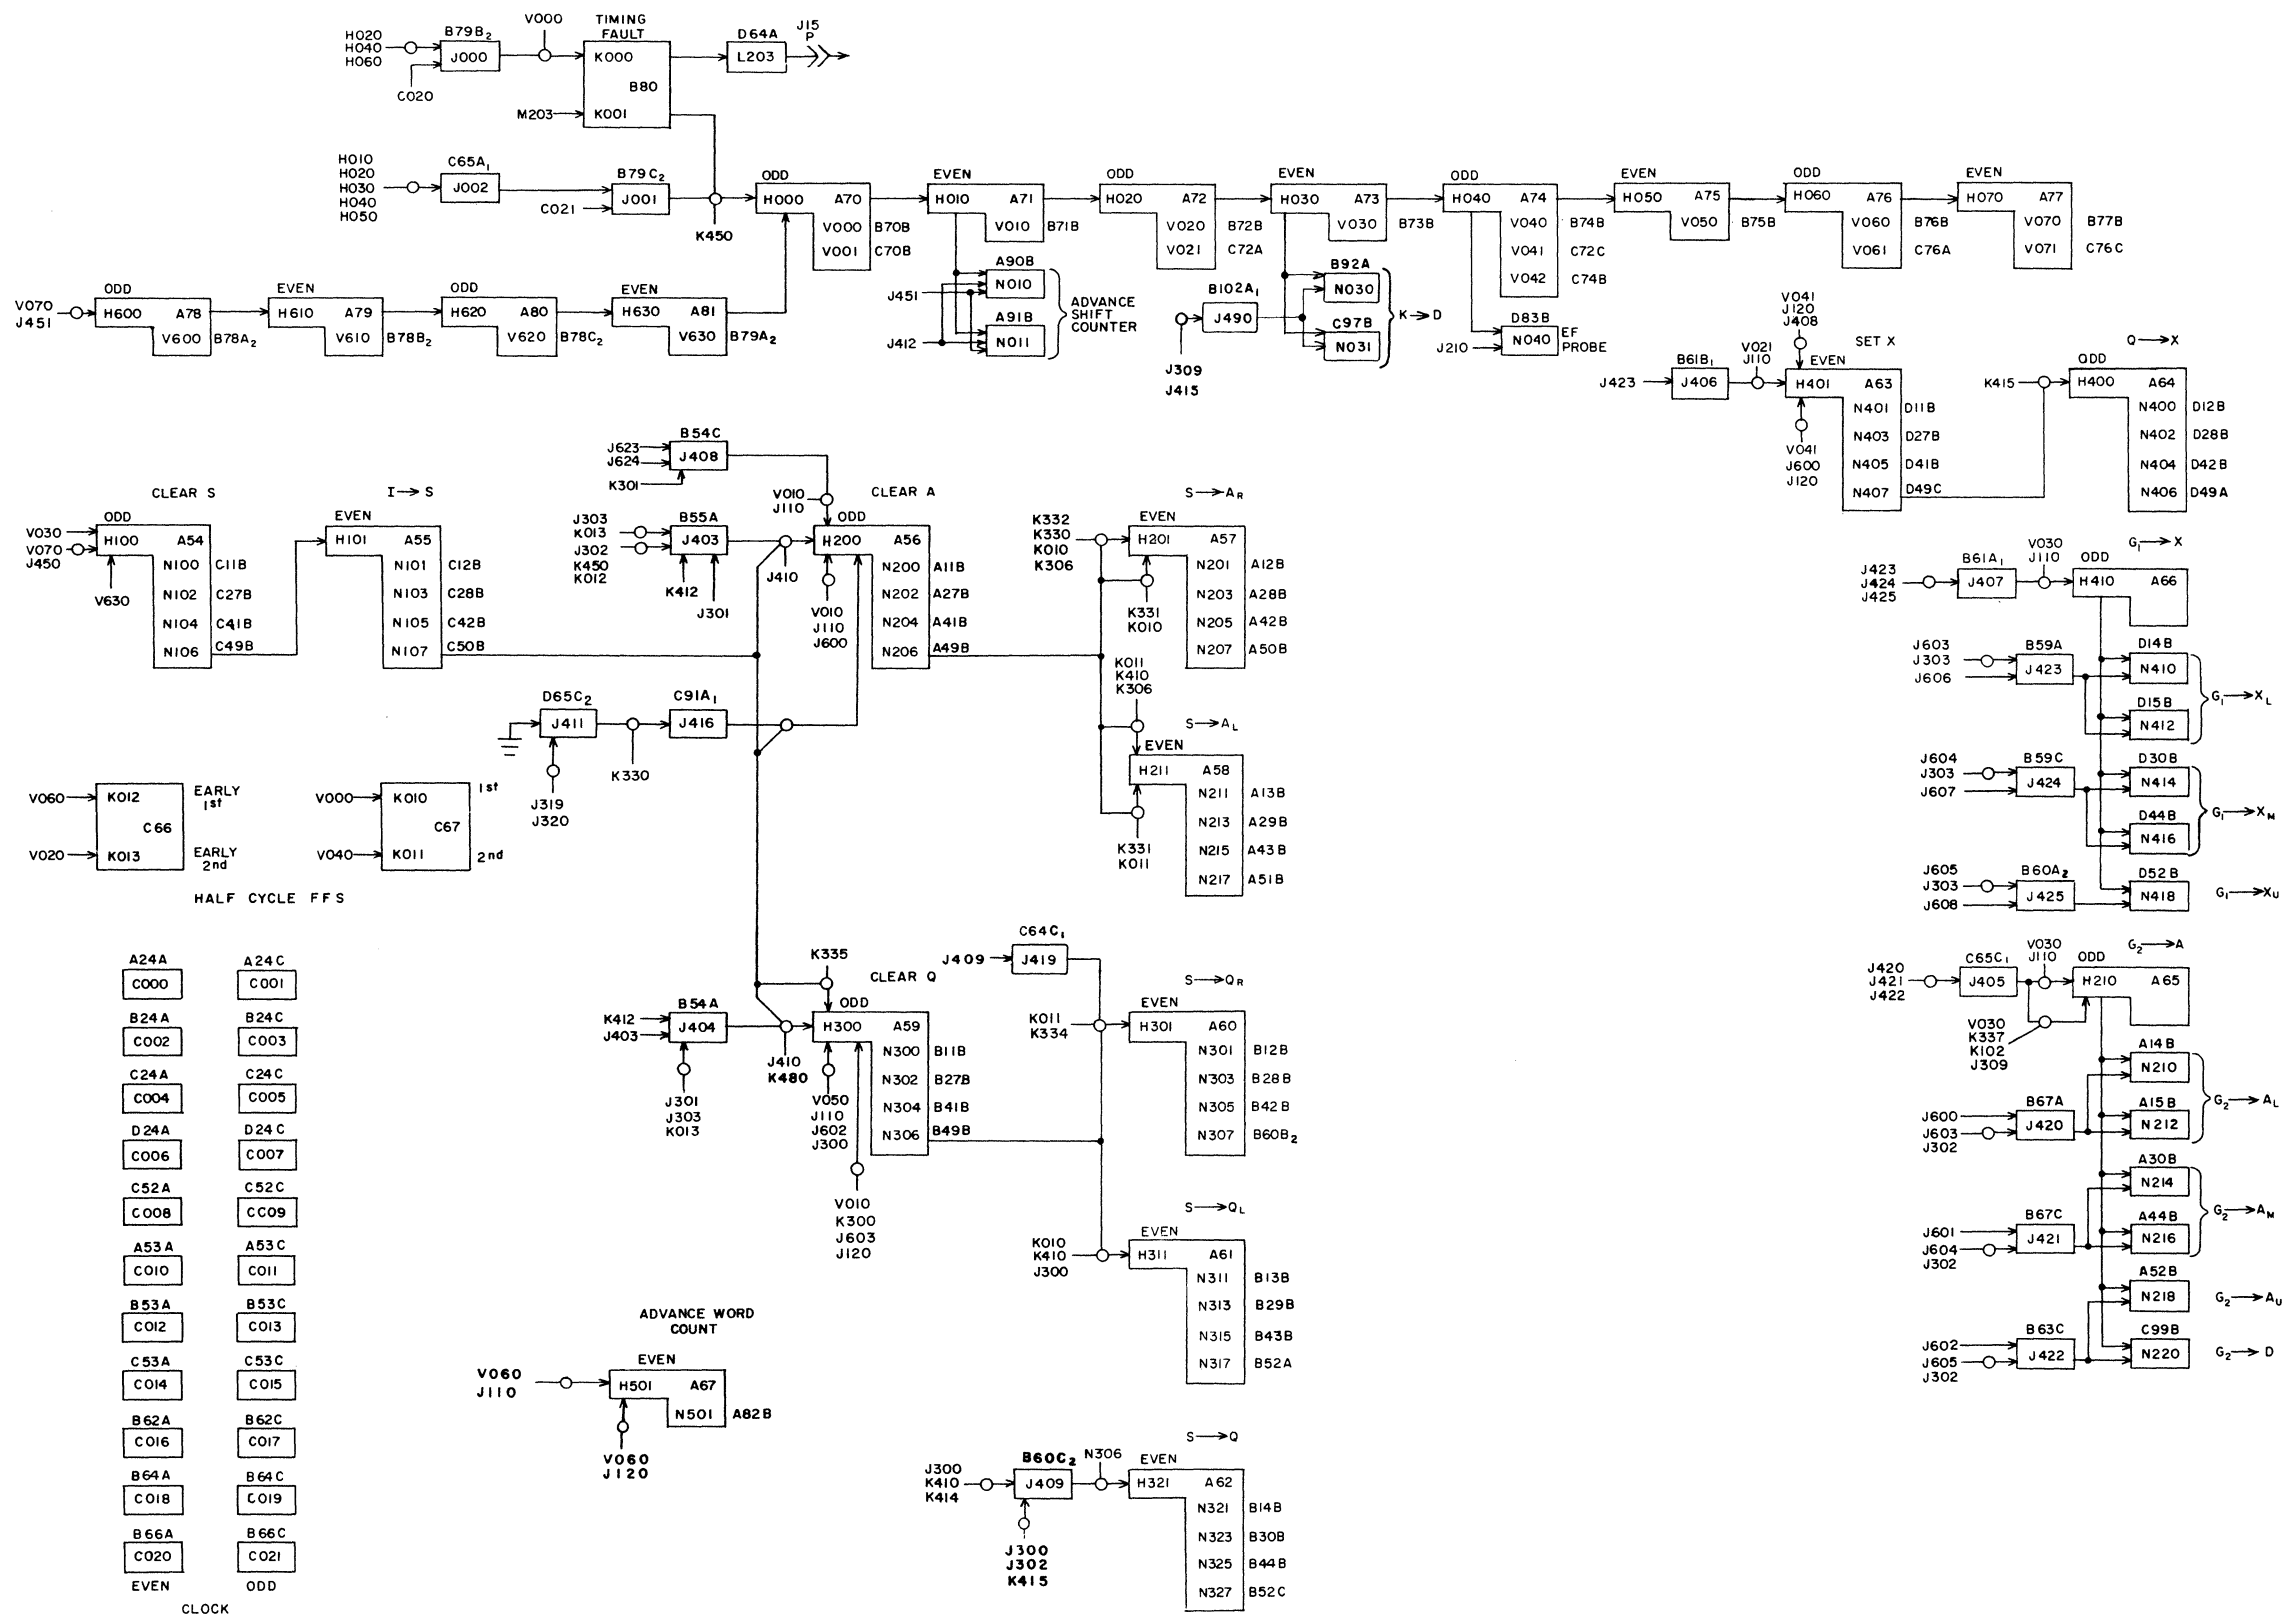 V000
TIMING
FAULT
H020
H040
H060
B79B2
J000
C020
K000
B80
M203
K001
D64A
L203
J15
P
H010
H020
H030
H040
H050
C65A1
J002
B79C2
J001
C021
K450
ODD
H000 A70
V000 B70B
V001 C70B
EVEN
H010 A71
V010 B71B
ODD
H020 A72
V020 B72B
V021 C72A
EVEN
H030 A73
V030 B73B
ODD
H040 A74
V040 B74B
V041 C72C
V042 C74B
EVEN
H050 A75
V050 B75B
ODD
H060 A76
V060 B76B
V061 C76A
EVEN
H070 A77
V070 B77B
V071 C76C
V070
J451
ODD
H600 A78
V600 B78A2
EVEN
H610 A79
V610 B78B2
ODD
H620 A80
V620 B78C2
EVEN
H630 A81
V630 B79A2
A90B
N010
J451
A91B
N011
J412
ADVANCE
SHIFT
COUNTER
B102A1
J490
J309
J415
B92A
N030
C97B
N031
K→D
D83B
N040
J210
EF
PROBE
V041
J120
J408
SET X
J423
B61B1
J406
V021
J110
EVEN
H401 A63
N401 D11B
N403 D27B
N405 D41B
N407 D49C
V041
J600
J120
Q→X
K415
ODD
H400 A64
N400 D12B
N402 D28B
N404 D42B
N406 D49A
CLEAR S
V030
V070
J450
ODD
H100 A54
N100 C11B
N102 C27B
N104 C41B
N106 C49B
V630
I→S
EVEN
H101 A55
N101 C12B
N103 C28B
N105 C42B
N107 C50B
J623
J624
K301
B54C
J408
V010
J110
CLEAR A
J303
K013
J302
K450
K012
B55A
J403
K412
J301
J410
ODD
H200 A56
N200 A11B
N202 A27B
N204 A41B
N206 A49B
V010
J110
J600
S→AR
K332
K330
K010
K306
EVEN
H201 A57
N201 A12B
N203 A28B
N205 A42B
N207 A50B
K331
K010
K011
K410
K306
S→AL
EVEN
H211 A58
N211 A13B
N213 A29B
N215 A43B
N217 A51B
K331
K011
D65C2
J411
J319
J320
K330
C91A1
J416
G1→X
J423
J424
J425
B61A1
J407
V030
J110
ODD
H410 A66
J603
J303
J606
B59A
J423
D14B
N410
D15B
N412
G1→XL
J604
J303
J607
B59C
J424
D30B
N414
D44B
N416
G1→XM
J605
J303
J608
B60A2
J425
D52B
N418
G1→XU
V060
K012
C66
V020
K013
EARLY
1st
EARLY
2nd
V000
K010
C67
V040
K011
1st
2nd
HALF CYCLE FFS
K335
CLEAR Q
K412
J403
B54A
J404
J301
J303
K013
J410
K480
ODD
H300 A59
N300 B11B
N302 B27B
N304 B41B
N306 B49B
V050
J110
J602
J300
V010
K300
J603
J120
J409
C64C1
J419
S→QR
K011
K334
EVEN
H301 A60
N301 B12B
N303 B28B
N305 B42B
N307 B60B2
S→QL
K010
K410
J300
EVEN
H311 A61
N311 B13B
N313 B29B
N315 B43B
N317 B52A
G2→A
J420
J421
J422
C65C1
J405
V030
J110
ODD
H210 A65
V030
K337
K102
J309
J600
J603
J302
B67A
J420
A14B
N210
A15B
N212
G2→AL
J601
J604
J302
B67C
J421
A30B
N214
A44B
N216
G2→AM
A52B
N218
G2→AU
J602
J605
J302
B63C
J422
C99B
N220
G2→D
A24A A24C
C000 C001
B24A B24C
C002 C003
C24A C24C
C004 C005
D24A D24C
C006 C007
C52A C52C
C008 CC09
A53A A53C
C010 C011
B53A B53C
C012 C013
C53A C53C
C014 C015
B62A B62C
C016 C017
B64A B64C
C018 C019
B66A B66C
C020 C021
EVEN ODD
CLOCK
ADVANCE WORD
COUNT
V060
J110
EVEN
H501 A67
N501 A82B
V060
J120
S→Q
J300
K410
K414
B60C2
J409
N306
J300
J302
K415
EVEN
H321 A62
N321 B14B
N323 B30B
N325 B44B
N327 B52C